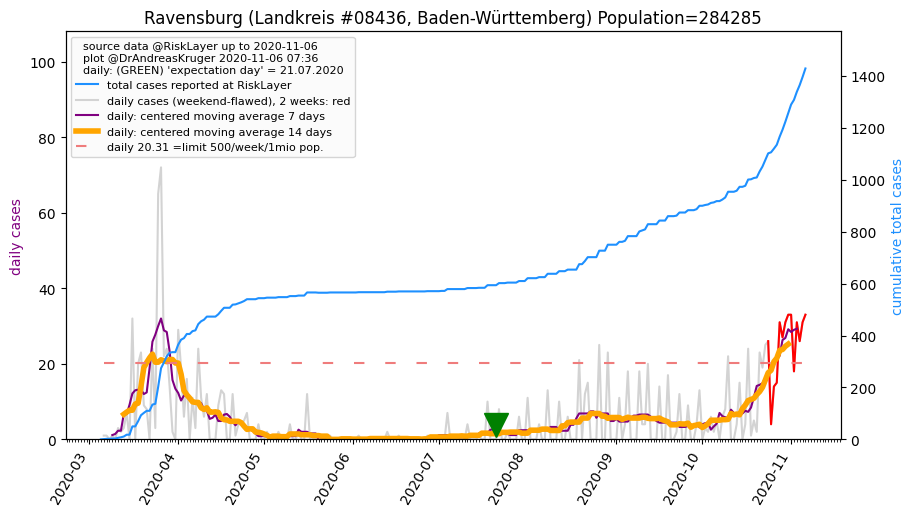 Ravensburg (Landkreis #08436, Baden-Württemberg) Population=284285
source data @RiskLayer up to 2020-11-06
plot @DrAndreasKruger 2020-11-06 07:36
daily: (GREEN) 'expectation day' = 21.07.2020
total cases reported at RiskLayer
daily cases (weekend-flawed), 2 weeks: red
daily: centered moving average 7 days
daily: centered moving average 14 days
daily 20.31 =limit 500/week/1mio pop.
daily cases
100
80
60
40
20
0
cumulative total cases
1400
1200
1000
800
600
400
200
0
2020-03
2020-04
2020-05
2020-06
2020-07
2020-08
2020-09
2020-10
2020-11